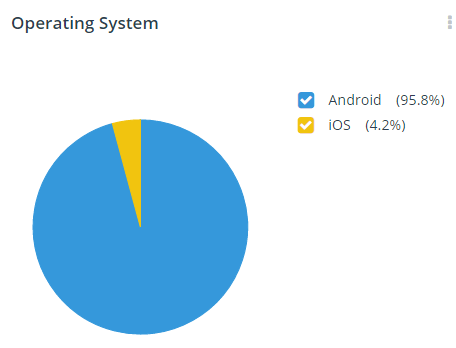 Operating System
Android (95.8%)
iOS (4.2%)